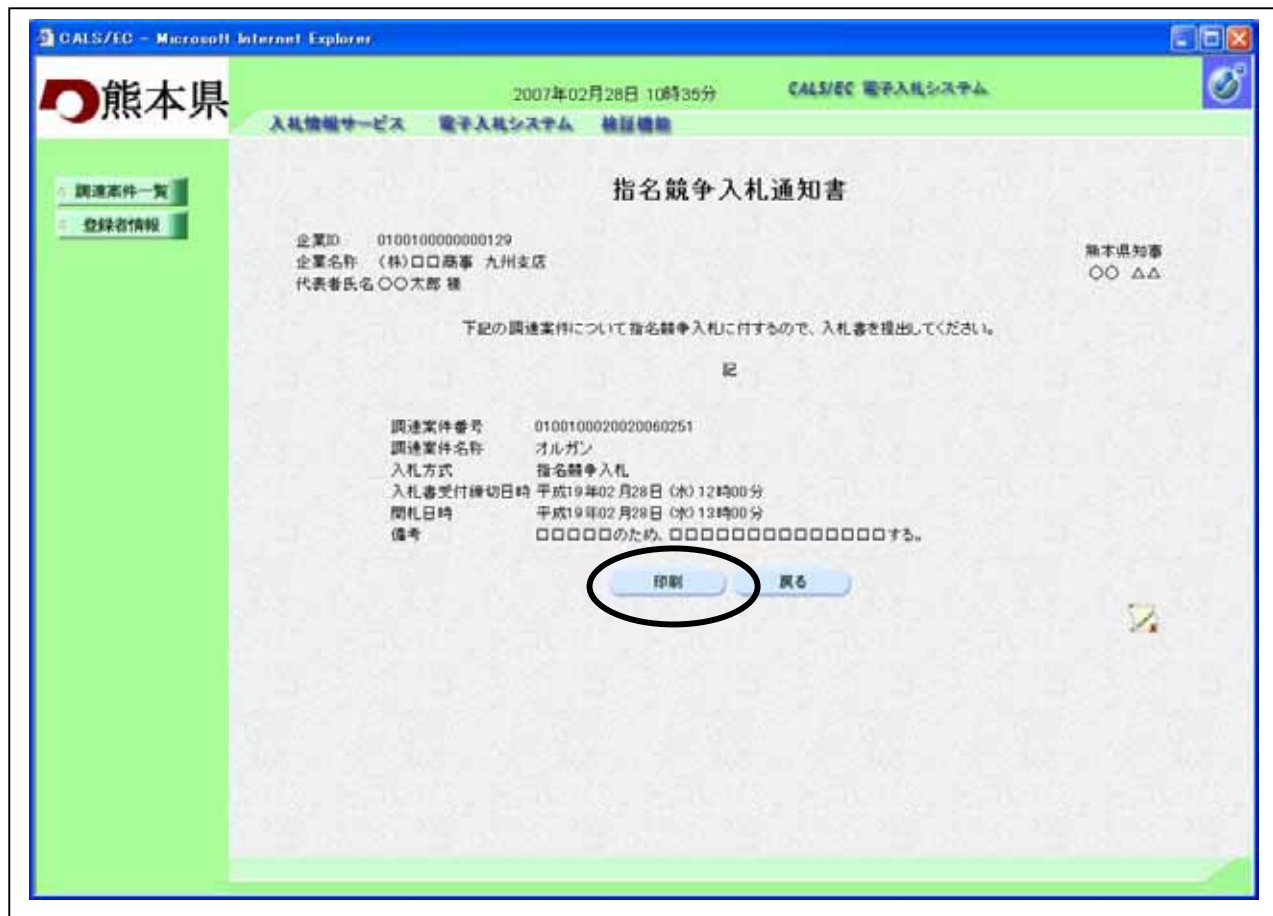 CALS/EC - Microsoft Internet Explorer
熊本県
2007年02月28日 10時35分
CALS/EC 電子入札システム
入札情報サービス 電子入札システム 検証機能
調達案件一覧
登録者情報
指名競争入札通知書
企業ID 0100100000000129
企業名称 (株)口口商事 九州支店
代表者氏名 〇〇太郎 様
熊本県知事
〇〇 △△
下記の調達案件について指名競争入札に付するので、入札書を提出してください。
記
調達案件番号 0100100020020060251
調達案件名称 オルガン
入札方式 指名競争入札
入札書受付締切日時 平成19年02月28日 (水) 12時00分
開札日時 平成19年02月28日 (水) 13時00分
備考 □□□□□のため、□□□□□□□□□□□□□□する。
印刷 戻る